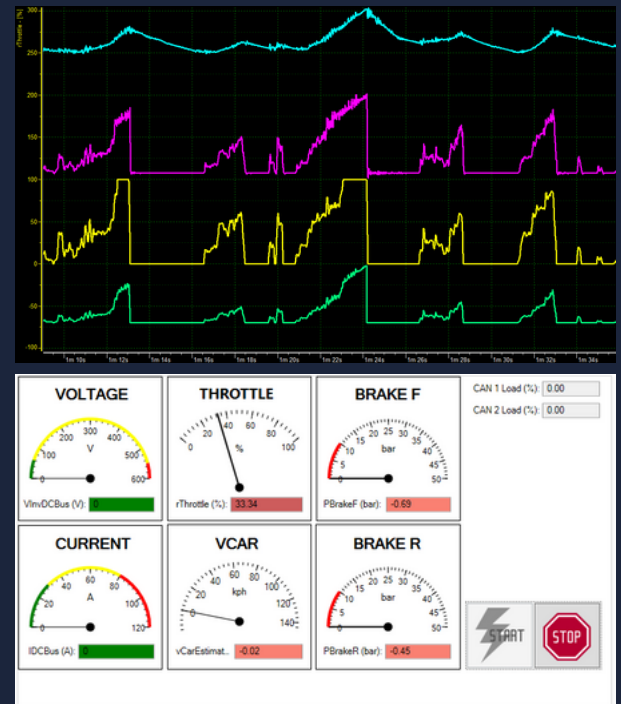 rThrottle - [%]
300
250
200
150
100
50
0
-50
-100
1m 10s 1m 12s 1m 14s 1m 16s 1m 18s 1m 20s 1m 22s 1m 24s 1m 26s 1m 28s 1m 30s 1m 32s 1m 34s
VOLTAGE
0 100 200 300 400 500 600
V
VInvDCBus (V): 0
THROTTLE
0 20 40 60 80 100
%
rThrottle (%): 33.34
BRAKE F
0 5 10 15 20 25 30 35 40 45 50
bar
PBrakeF (bar): -0.69
CAN 1 Load (%): 0.00
CAN 2 Load (%): 0.00
CURRENT
0 20 40 60 80 100 120
A
IDCBus (A): 0
VCAR
0 20 40 60 80 100 120 140
kph
vCarEstimat.. -0.02
BRAKE R
0 5 10 15 20 25 30 35 40 45 50
bar
PBrakeR (bar): -0.45
START
STOP